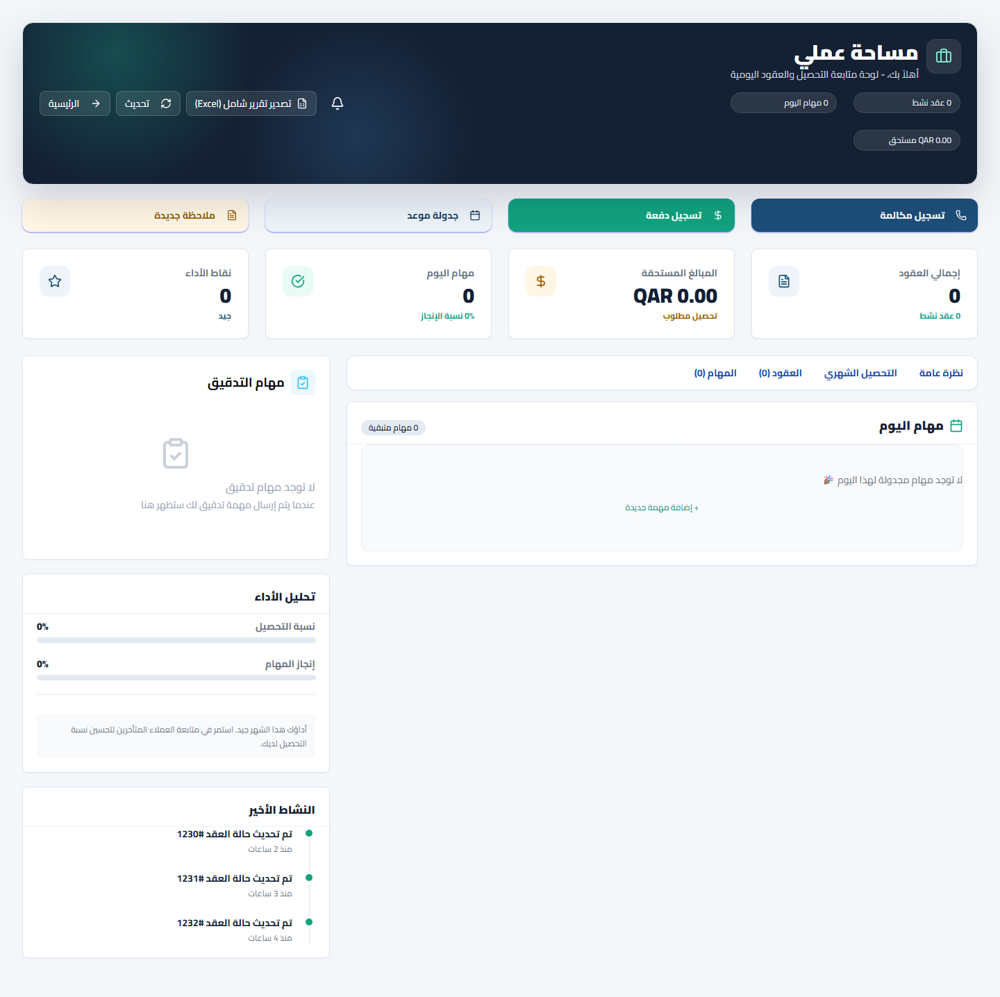 مساحة عملي
أهلاً بك، - لوحة متابعة التحصيل والعقود اليومية
0 عقد نشط
0 مهام اليوم
QAR 0.00 مستحق
تصدير تقرير شامل (Excel)
تحديث
الرئيسية
تسجيل مكالمة
تسجيل دفعة
جدولة موعد
ملاحظة جديدة
إجمالي العقود
0
0 عقد نشط
المبالغ المستحقة
QAR 0.00
تحصيل مطلوب
مهام اليوم
0
0% نسبة الإنجاز
نقاط الأداء
0
جيد
نظرة عامة
التحصيل الشهري
العقود (0)
المهام (0)
مهام اليوم
0 مهام متبقية
لا توجد مهام مجدولة لهذا اليوم 🎉
+ إضافة مهمة جديدة
مهام التدقيق
لا توجد مهام تدقيق
عندما يتم إرسال مهمة تدقيق لك ستظهر هنا
تحليل الأداء
نسبة التحصيل
0%
إنجاز المهام
0%
أداؤك هذا الشهر جيد. استمر في متابعة العملاء المتأخرين لتحسين نسبة
التحصيل لديك.
النشاط الأخير
تم تحديث حالة العقد #1230
منذ 2 ساعات
تم تحديث حالة العقد #1231
منذ 3 ساعات
تم تحديث حالة العقد #1232
منذ 4 ساعات